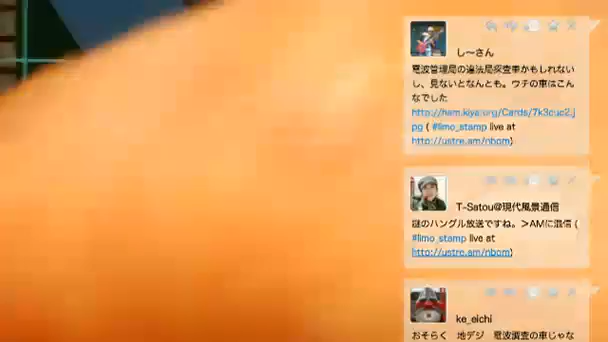 し〜さん
電波管理局の違法局探査車かもしれない
し、見ないとなんとも。ウチの車はこん
なでした
http://ham.kiya.org/Cards/7k3cuc2.j
pg ( #limo_stamp live at
http://ustre.am/nbom)
T-Satou@現代風景通信
謎のハングル放送ですね。>AMに混信 (
#limo_stamp live at
http://ustre.am/nbom)
ke_eichi
おそらく 地デジ 電波調査の車じゃな